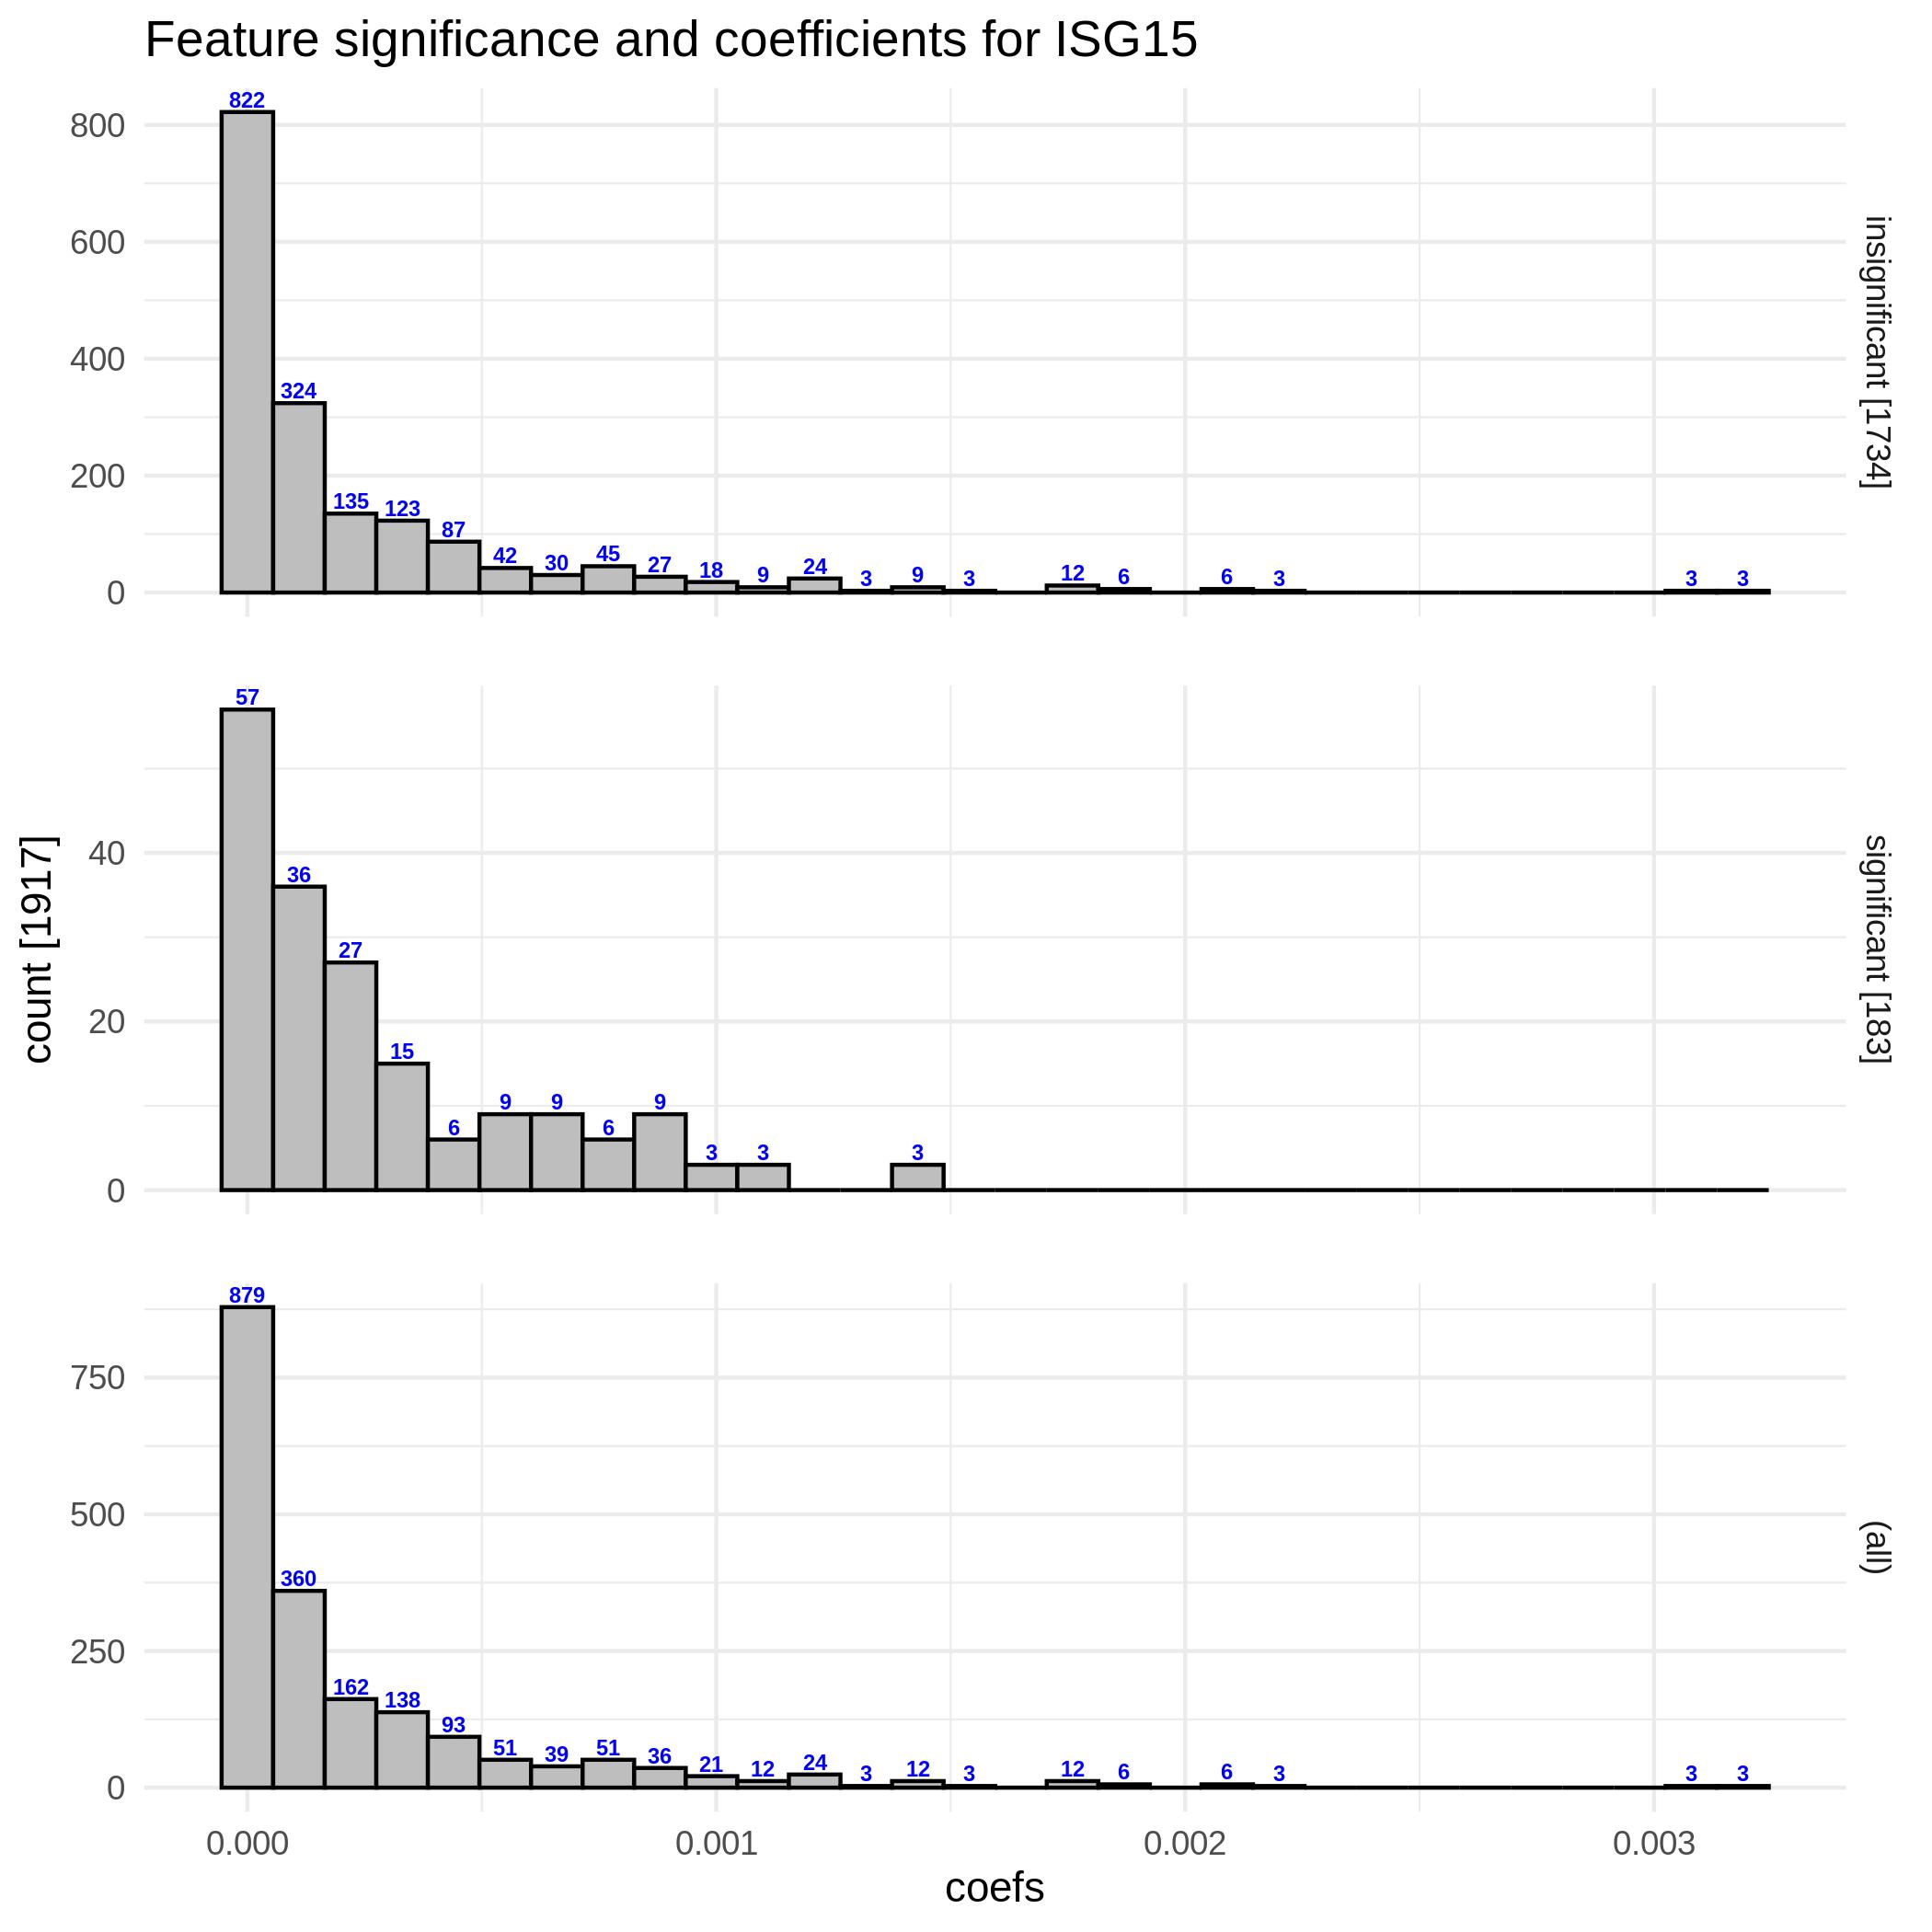 Feature significance and coefficients for ISG15
822
800
600
400
324
200
135 123 87 42 30 45 27 18 9 24 3 9 3 12 6 6 3 3 3
0
insignificant [1734]
57
40
36
27
20
15
6 9 9 6 9 3 3 3
0
significant [183]
count [1917]
879
750
500
360
250
162 138 93 51 39 51 36 21 12 24 3 12 3 12 6 6 3 3 3
0
(all)
0.000 0.001 0.002 0.003
coefs